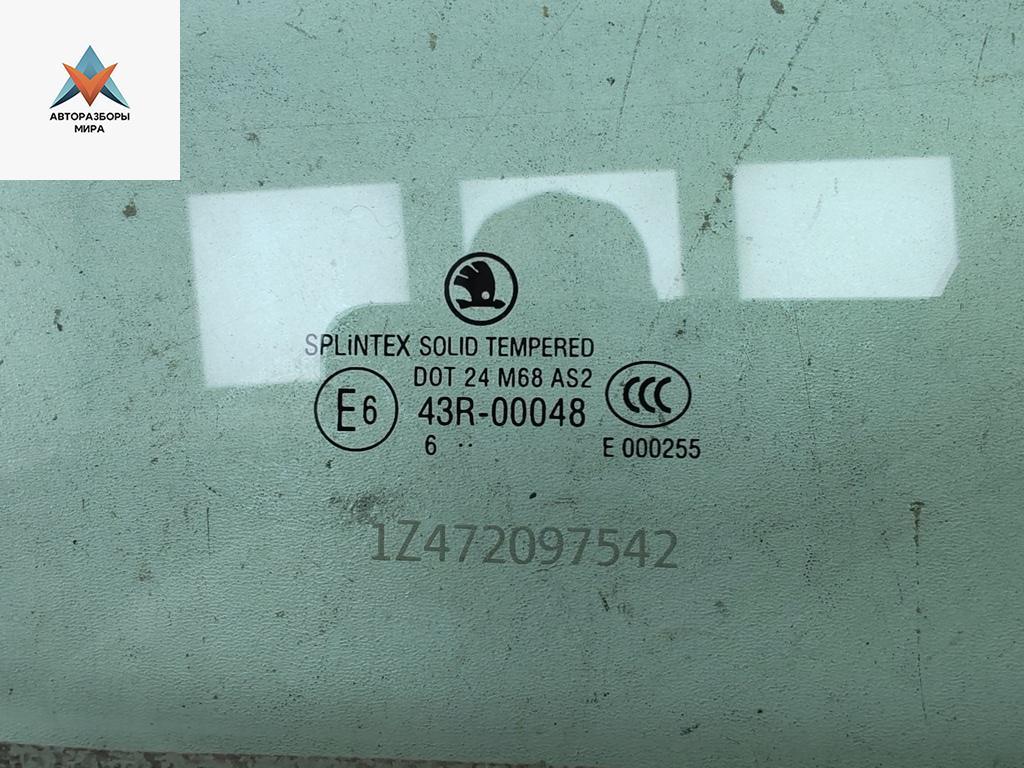 АВТОРАЗБОРЫ
МИРА
SPLiNTEX SOLID TEMPERED
DOT 24 M68 AS2
E6 43R-00048 CCC
6 ..
E 000255
1Z472097542